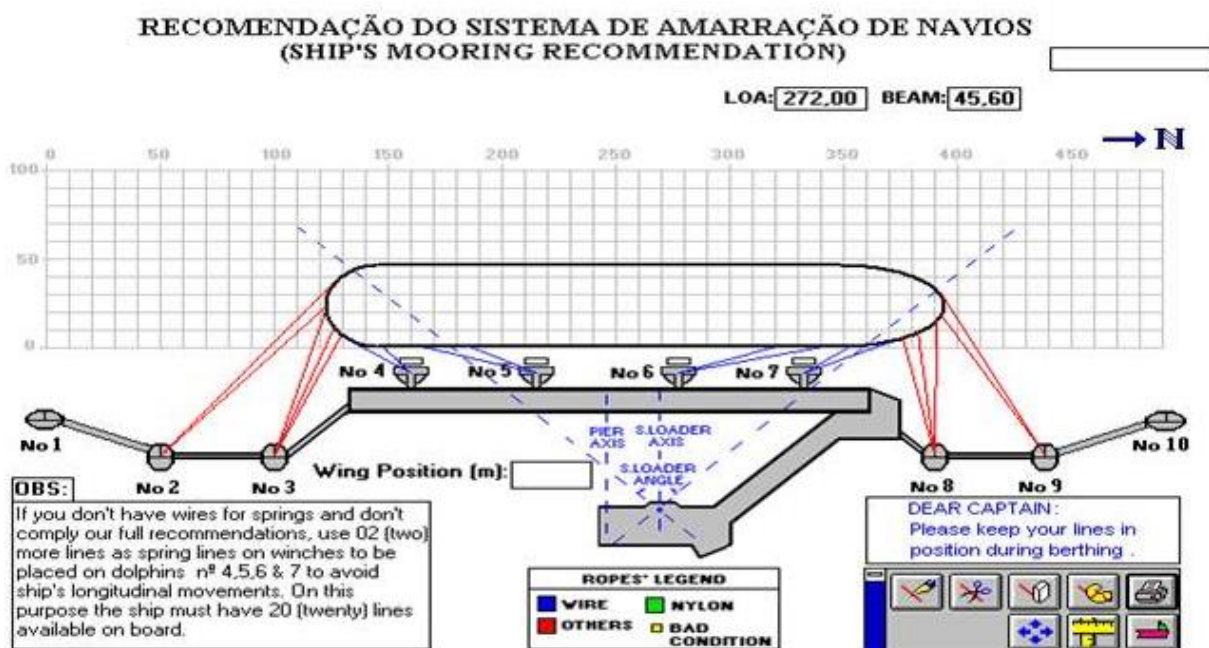 RECOMENDAÇÃO DO SISTEMA DE AMARRAÇÃO DE NAVIOS
(SHIP'S MOORING RECOMMENDATION)
LOA: 272,00 BEAM: 45,60
N
0 50 100 150 200 250 300 350 400 450
100
50
0
No 4 No 5 No 6 No 7
No 1
No 10
PIER AXIS
S.LOADER AXIS
S.LOADER ANGLE
Wing Position (m):
No 2 No 3
No 8 No 9
OBS:
If you don't have wires for springs and don't
comply our full recommendations, use 02 (two)
more lines as spring lines on winches to be
placed on dolphins nº 4,5,6 & 7 to avoid
ship's longitudinal movements. On this
purpose the ship must have 20 (twenty) lines
available on board.
ROPES' LEGEND
WIRE NYLON
OTHERS BAD CONDITION
DEAR CAPTAIN:
Please keep your lines in
position during berthing .